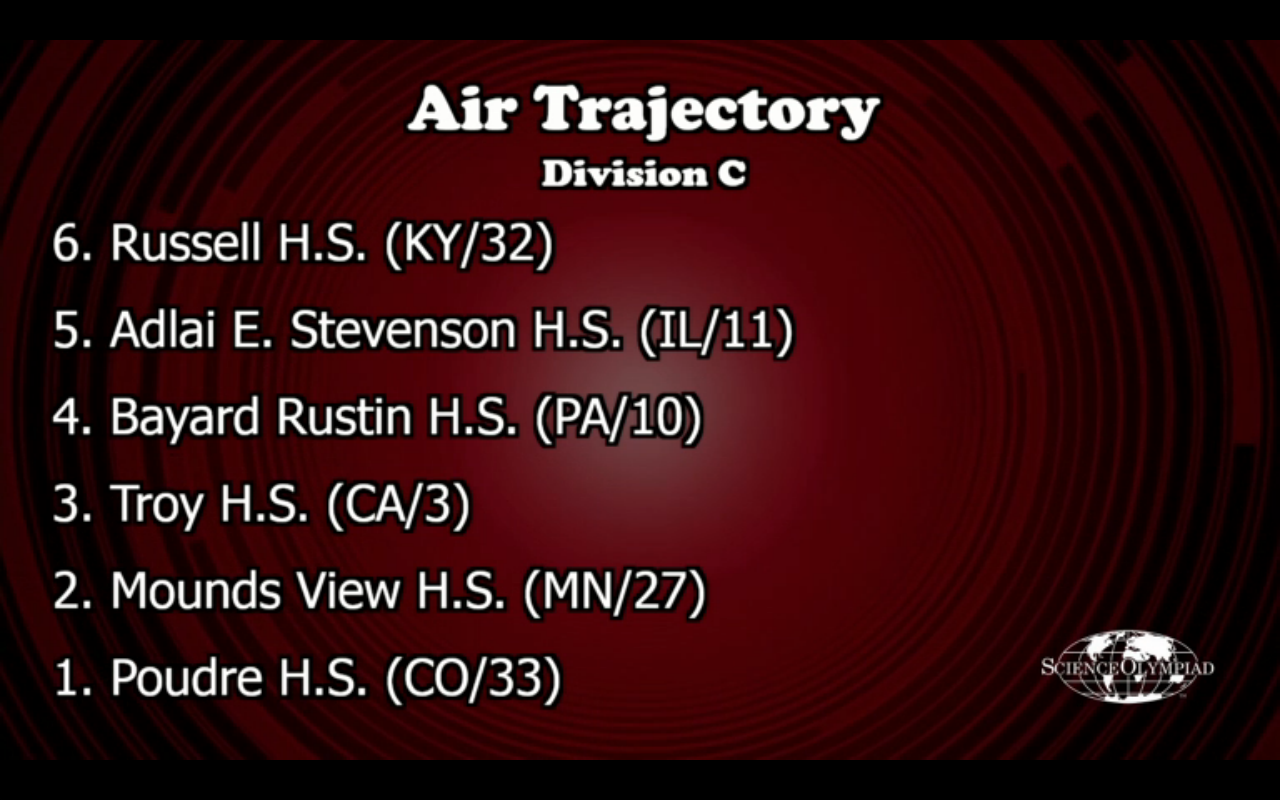 Air Trajectory
Division C
6. Russell H.S. (KY/32)
5. Adlai E. Stevenson H.S. (IL/11)
4. Bayard Rustin H.S. (PA/10)
3. Troy H.S. (CA/3)
2. Mounds View H.S. (MN/27)
1. Poudre H.S. (CO/33)
SCIENCE OLYMPIAD